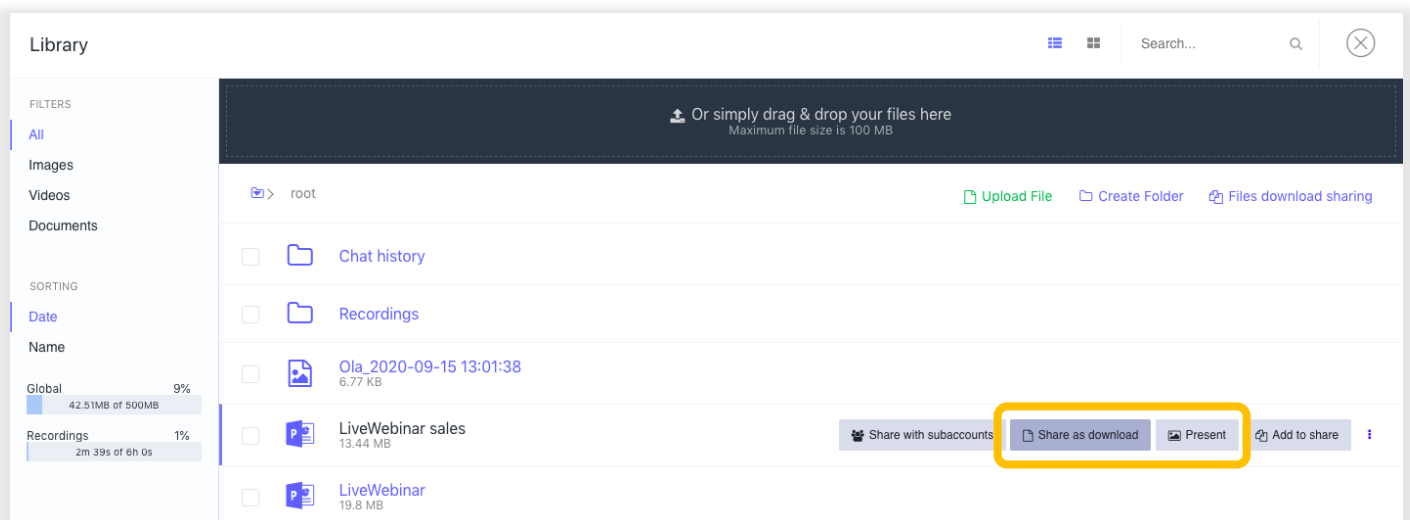 Library
Search...
FILTERS
All
Images
Videos
Documents
SORTING
Date
Name
Global 9%
42.51MB of 500MB
Recordings 1%
2m 39s of 6h 0s
Or simply drag & drop your files here
Maximum file size is 100 MB
root
Upload File Create Folder Files download sharing
Chat history
Recordings
Ola_2020-09-15 13:01:38
6.77 KB
LiveWebinar sales
13.44 MB
Share with subaccounts Share as download Present Add to share
LiveWebinar
19.8 MB